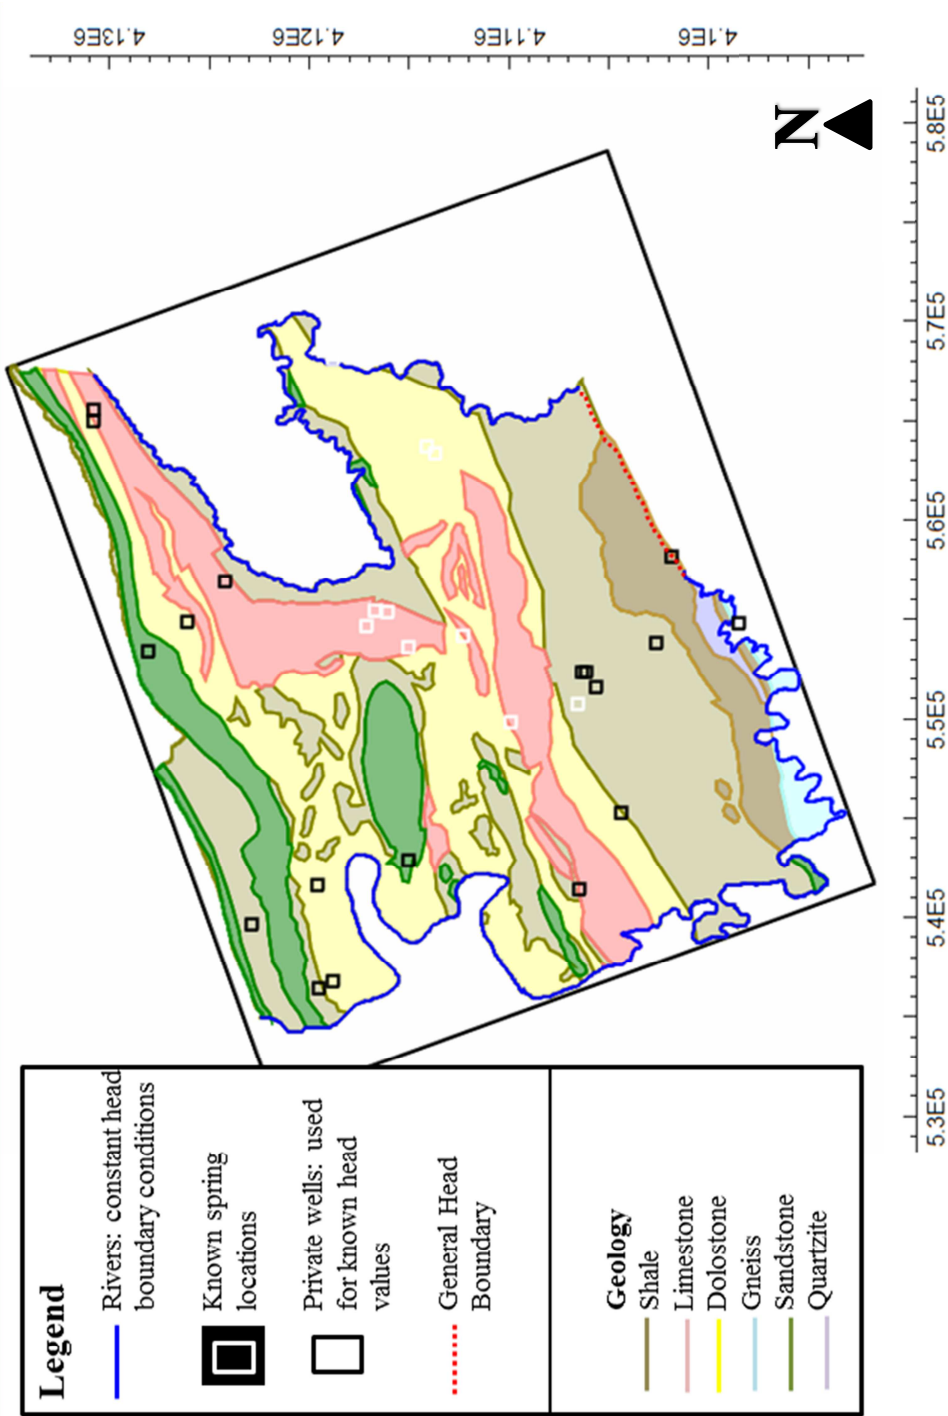 Legend
Rivers: constant head
boundary conditions
Known spring
locations
Private wells: used
for known head
values
General Head
Boundary
Geology
Shale
Limestone
Dolostone
Gneiss
Sandstone
Quartzite
N
4.13E6
4.12E6
4.11E6
4.1E6
5.3E5
5.4E5
5.5E5
5.6E5
5.7E5
5.8E5